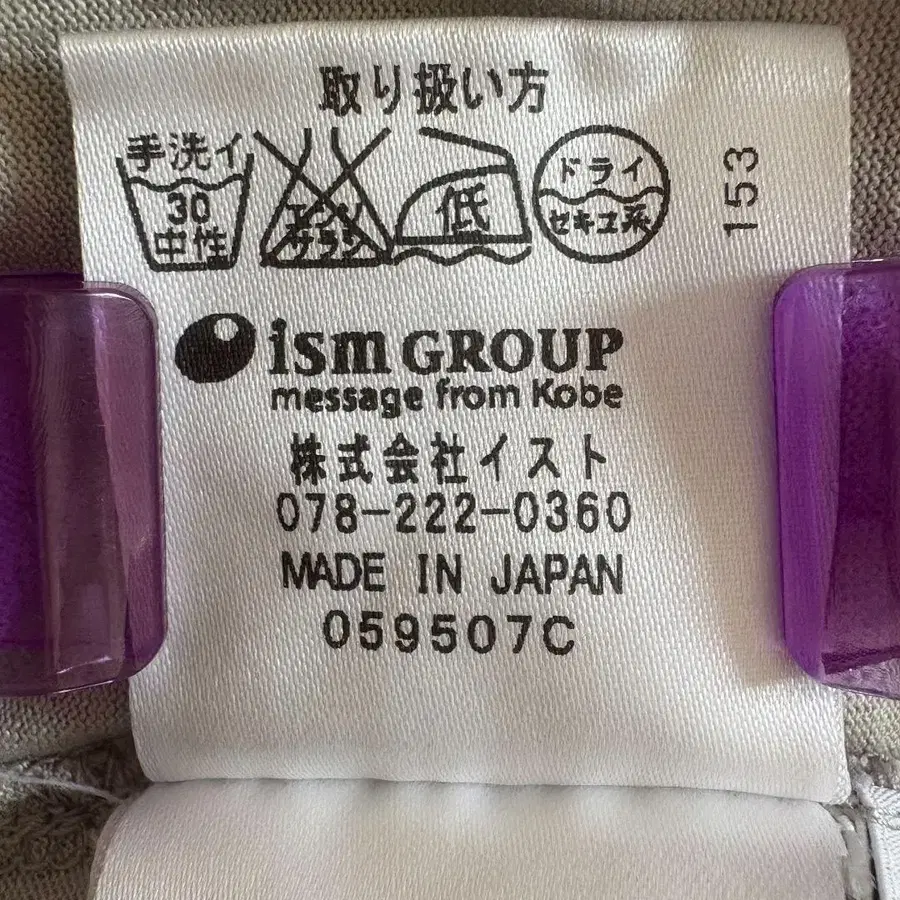 取り扱い方
手洗イ
30
中性
エンソ
サラシ
低
ドライ
セキユ系
153
ism GROUP
message from Kobe
株式会社イスト
078-222-0360
MADE IN JAPAN
059507C